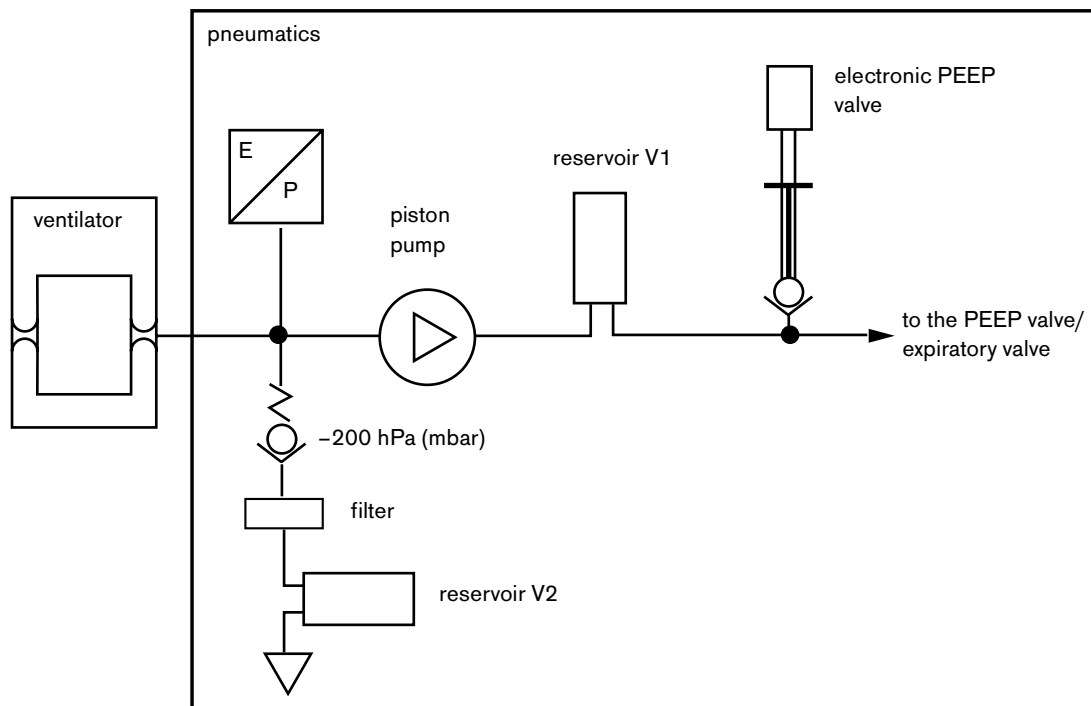 pneumatics
electronic PEEP
valve
E
P
reservoir V1
ventilator
piston
pump
to the PEEP valve/
expiratory valve
–200 hPa (mbar)
filter
reservoir V2